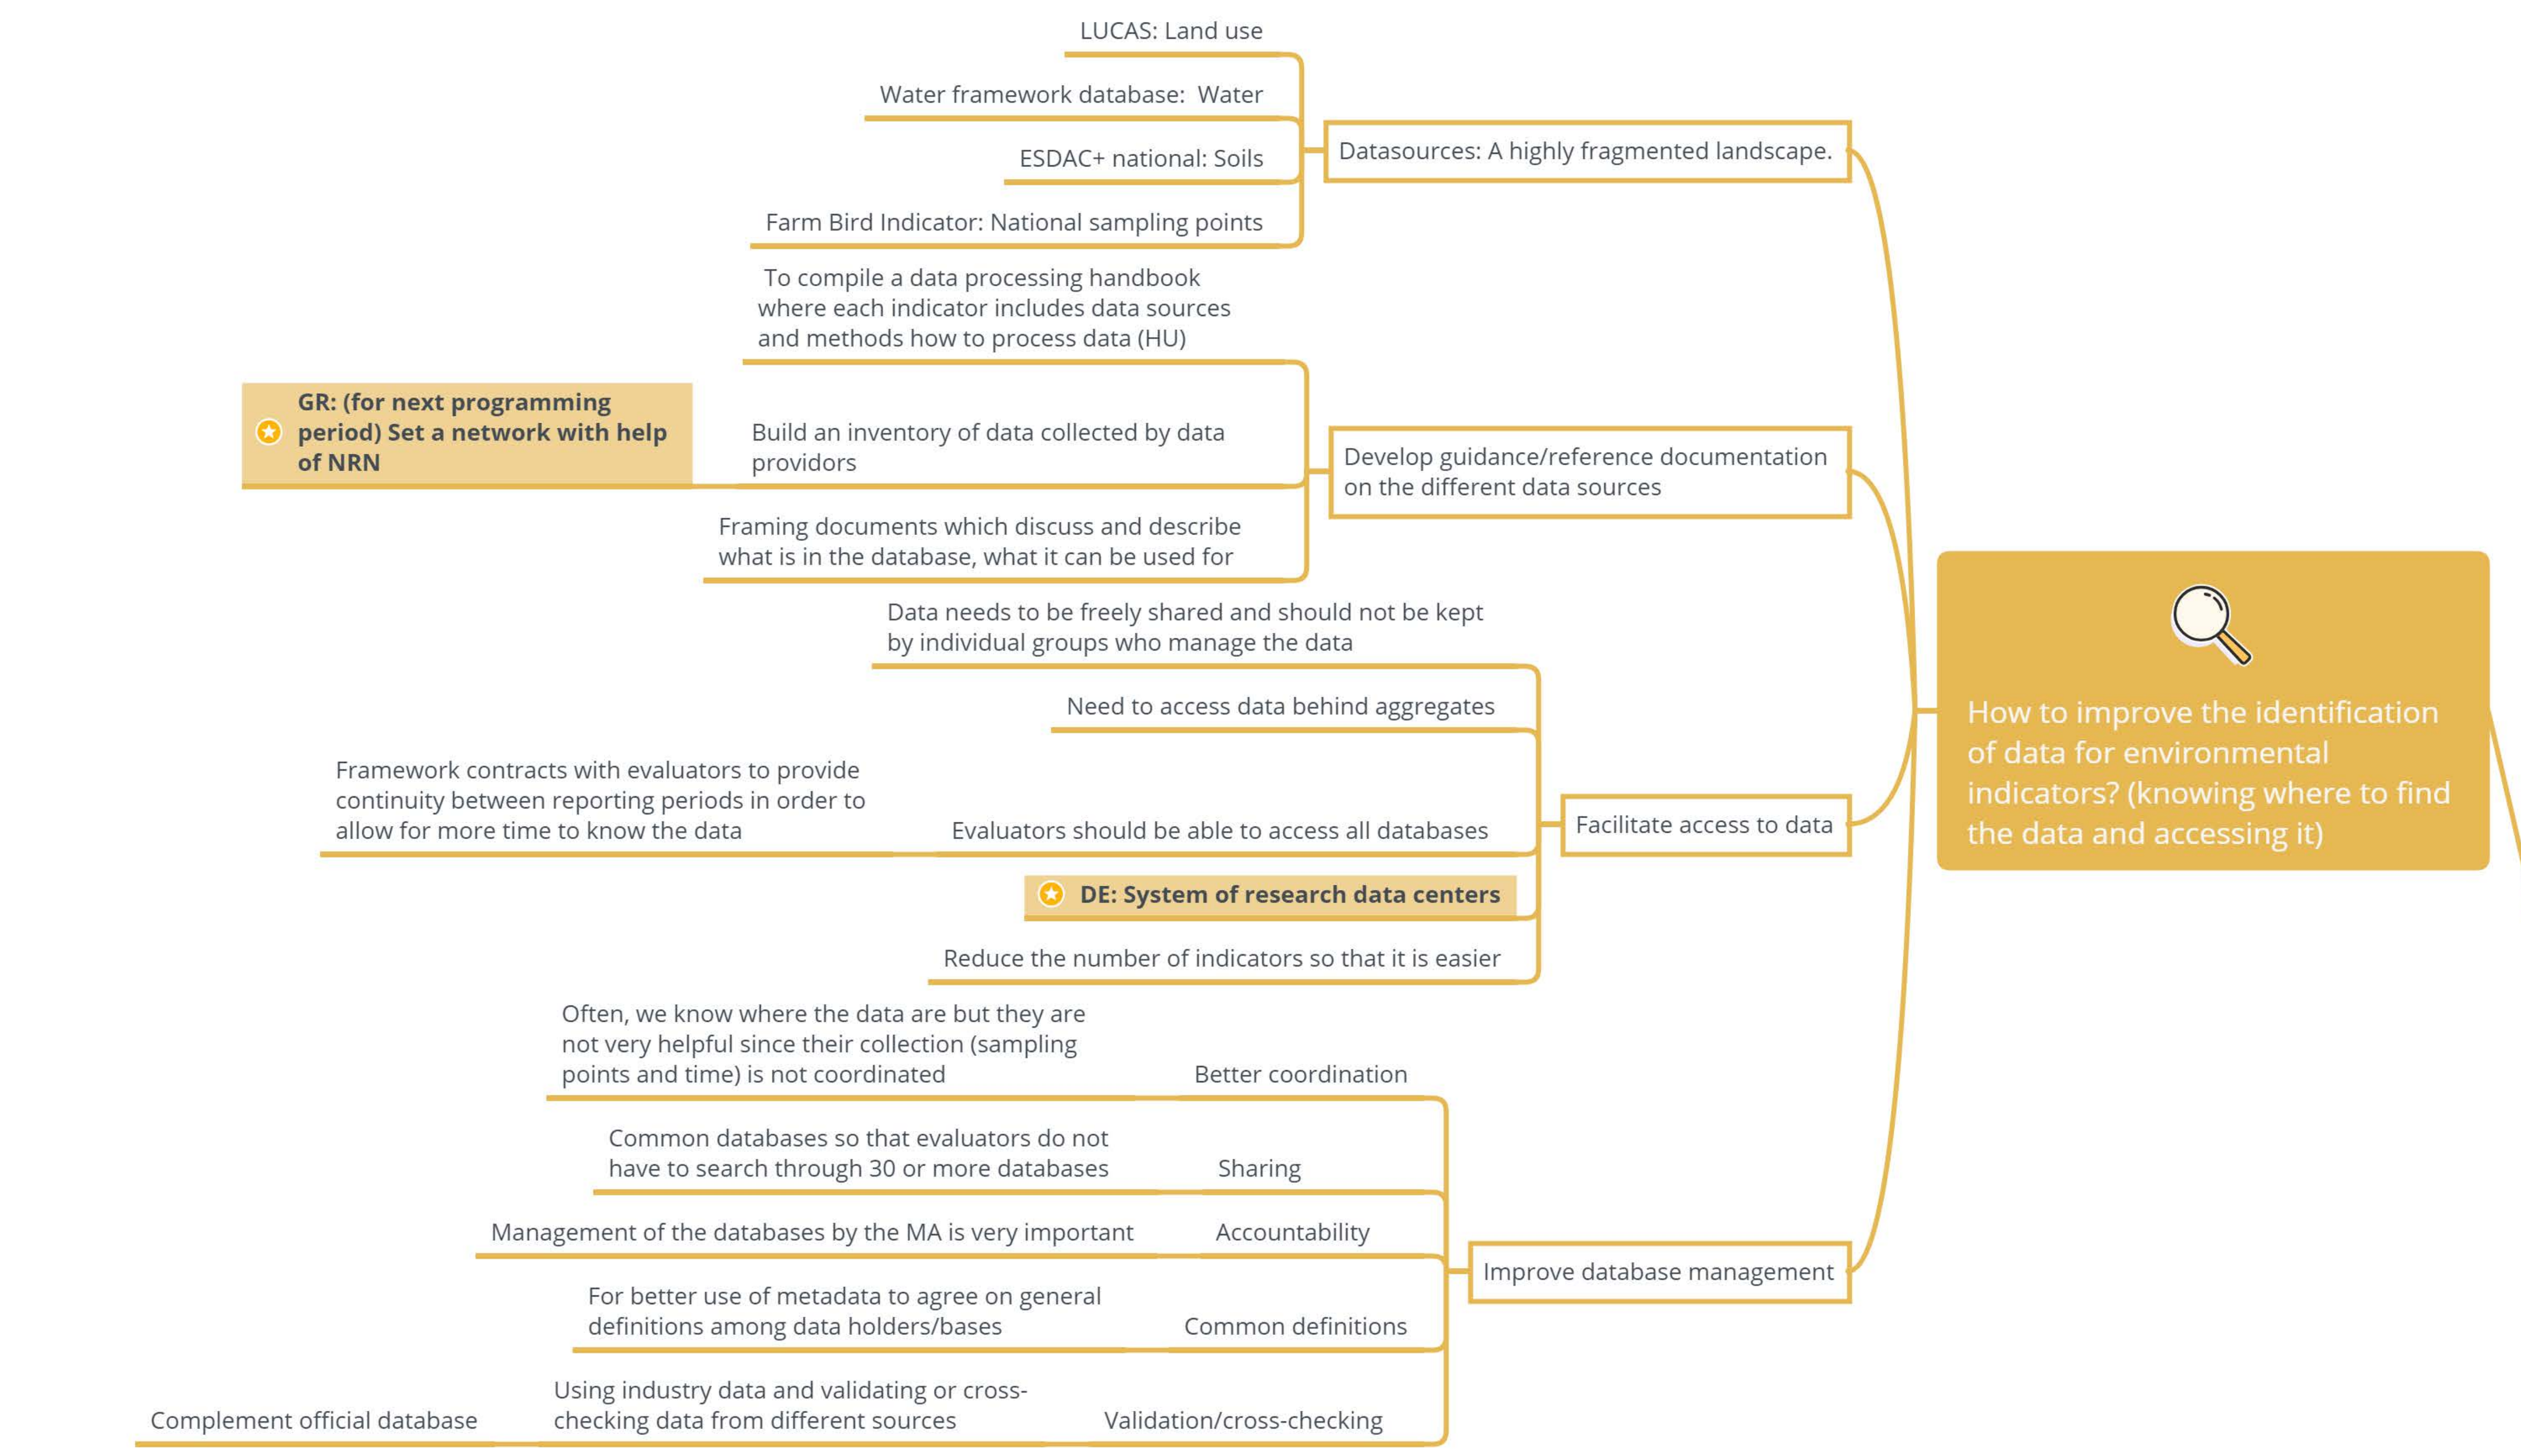 LUCAS: Land use
Water framework database:  Water
ESDAC+ national: Soils
Farm Bird Indicator: National sampling points
Datasources: A highly fragmented landscape.
To compile a data processing handbook
where each indicator includes data sources
and methods how to process data (HU)
GR: (for next programming
period) Set a network with help
of NRN
Build an inventory of data collected by data
providors
Framing documents which discuss and describe
what is in the database, what it can be used for
Develop guidance/reference documentation
on the different data sources
Data needs to be freely shared and should not be kept
by individual groups who manage the data
Need to access data behind aggregates
Framework contracts with evaluators to provide
continuity between reporting periods in order to
allow for more time to know the data
Evaluators should be able to access all databases
DE: System of research data centers
Reduce the number of indicators so that it is easier
Facilitate access to data
How to improve the identification
of data for environmental
indicators? (knowing where to find
the data and accessing it)
Often, we know where the data are but they are
not very helpful since their collection (sampling
points and time) is not coordinated
Better coordination
Common databases so that evaluators do not
have to search through 30 or more databases
Sharing
Management of the databases by the MA is very important
Accountability
For better use of metadata to agree on general
definitions among data holders/bases
Common definitions
Complement official database
Using industry data and validating or cross-
checking data from different sources
Validation/cross-checking
Improve database management